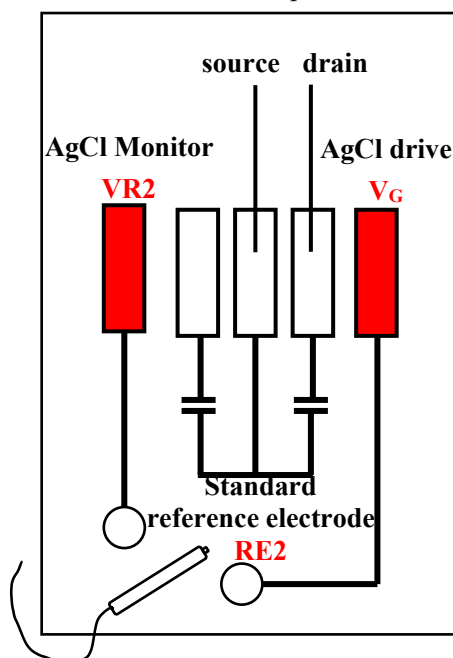 source drain
AgCl Monitor AgCl drive
VR2 VG
Standard
reference electrode
RE2